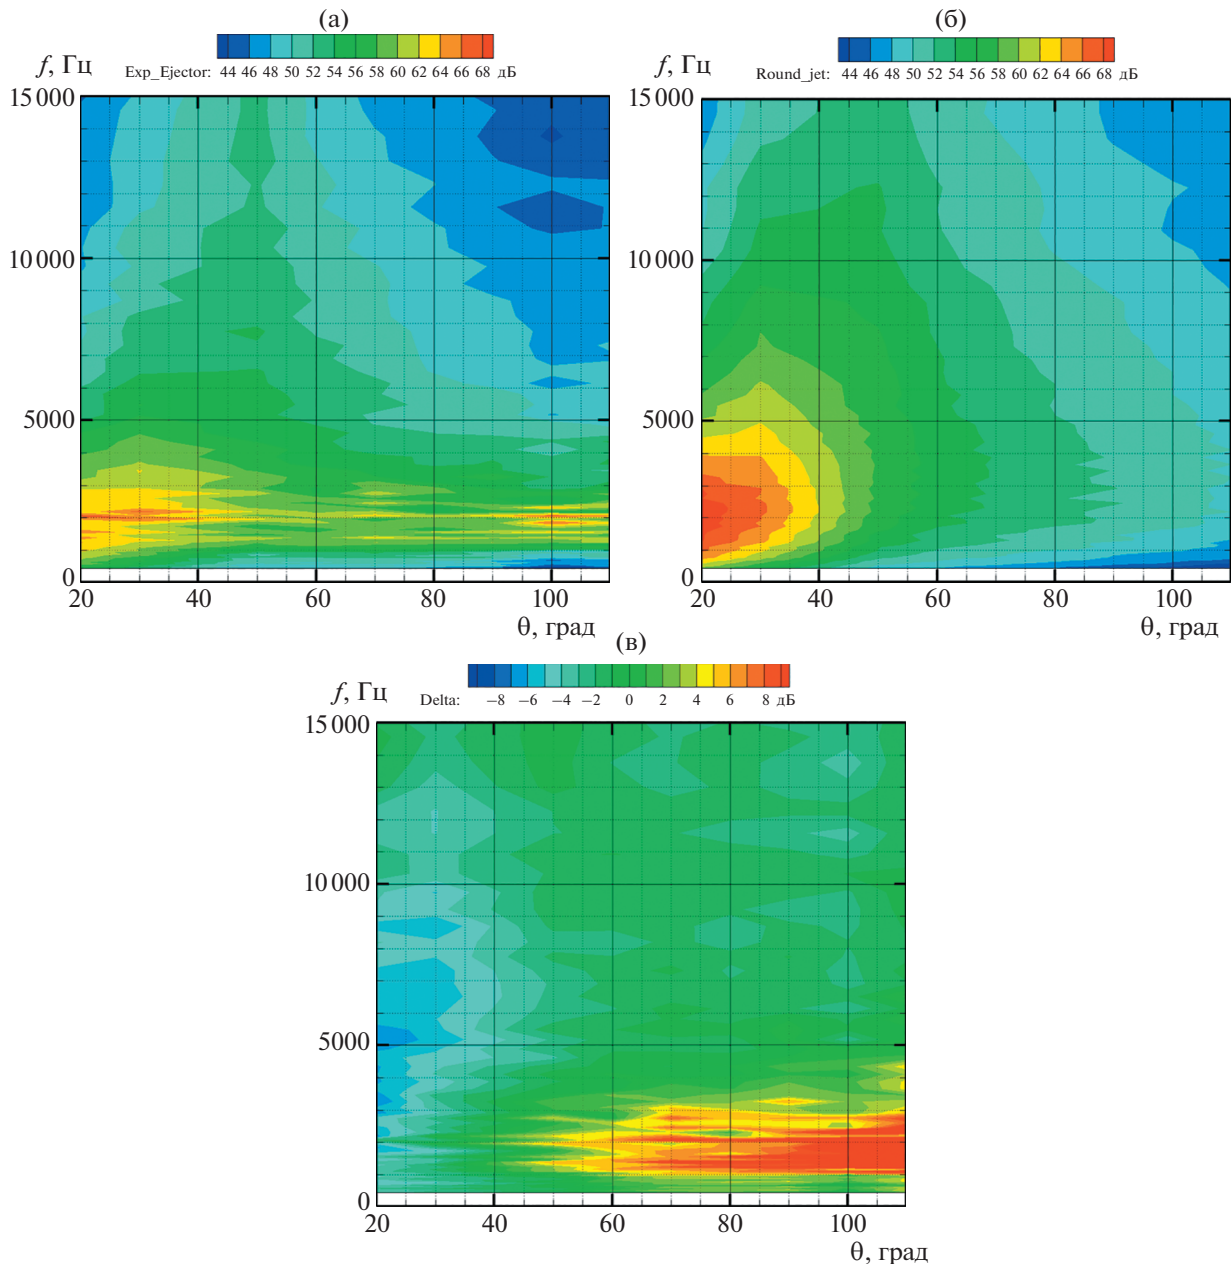 (а)
f, Гц
Exp_Ejector: 44 46 48 50 52 54 56 58 60 62 64 66 68 дБ
15 000
10 000
5000
0
20 40 60 80 100
θ, град
(б)
f, Гц
Round_jet: 44 46 48 50 52 54 56 58 60 62 64 66 68 дБ
15 000
10 000
5000
0
20 40 60 80 100
θ, град
(в)
f, Гц
Delta: −8 −6 −4 −2 0 2 4 6 8 дБ
15 000
10 000
5000
0
20 40 60 80 100
θ, град